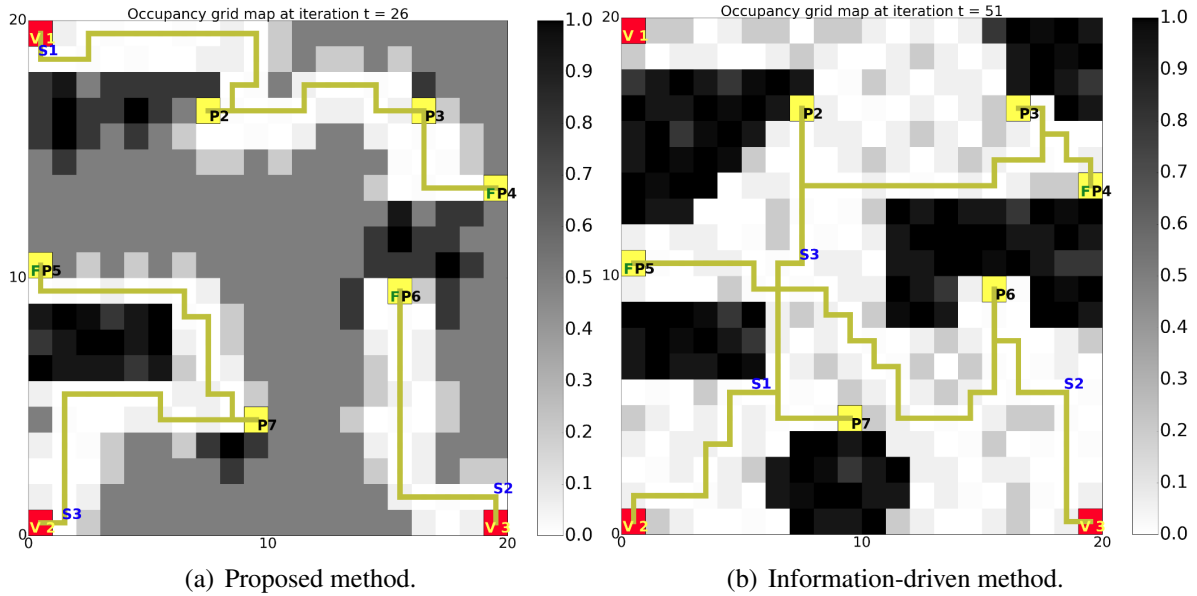 Occupancy grid map at iteration t = 26
20
V 1
S1
P2
P3
F P4
10
F P5
F P6
P7
S2
S3
V 2
V 3
0
0
10
20
1.0
0.9
0.8
0.7
0.6
0.5
0.4
0.3
0.2
0.1
0.0
(a) Proposed method.
Occupancy grid map at iteration t = 51
20
V 1
P2
P3
F P4
S3
10
F P5
P6
S1
S2
P7
V 2
V 3
0
0
10
20
1.0
0.9
0.8
0.7
0.6
0.5
0.4
0.3
0.2
0.1
0.0
(b) Information-driven method.